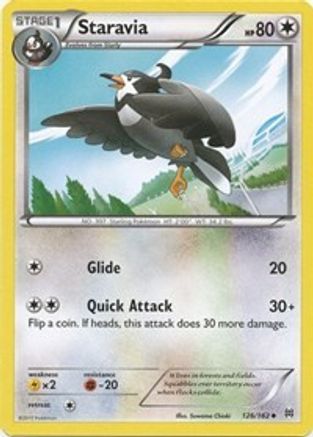 STAGE1
Staravia
HP80
Evolves from Starly
NO. 397 Starling Pokémon HT: 2'00" WT: 34.2 lbs.
Glide 20
Quick Attack 30+
Flip a coin. If heads, this attack does 30 more damage.
weakness
×2
resistance
-20
retreat
It lives in forests and fields.
Squabbles over territory occur
when flocks collide.
©2015 Pokémon
Illus. Suwama Chiaki
126/162